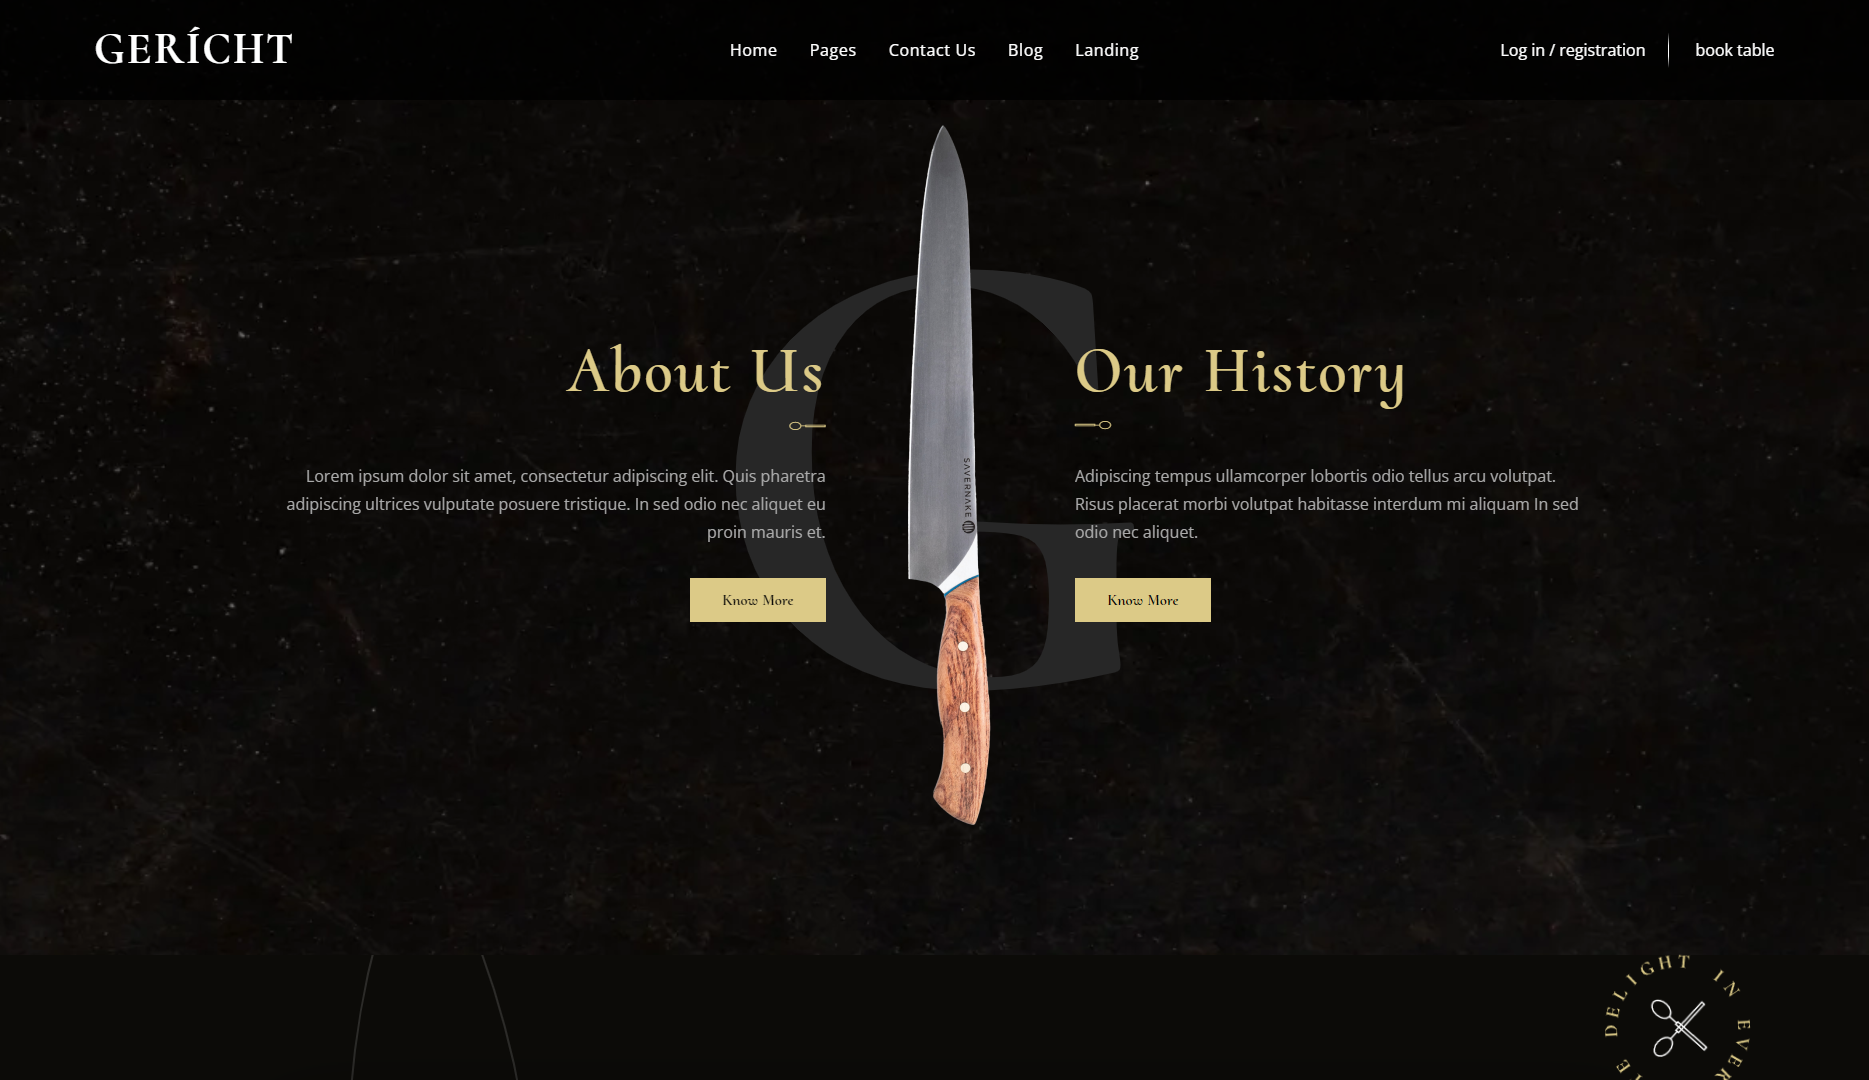 GERÍCHT
Home Pages Contact Us Blog Landing
Log in / registration book table
About Us
Lorem ipsum dolor sit amet, consectetur adipiscing elit. Quis pharetra
adipiscing ultrices vulputate posuere tristique. In sed odio nec aliquet eu
proin mauris et.
Know More
G
SAVERNAKE
Our History
Adipiscing tempus ullamcorper lobortis odio tellus arcu volutpat.
Risus placerat morbi volutpat habitasse interdum mi aliquam In sed
odio nec aliquet.
Know More
DELIGHT IN